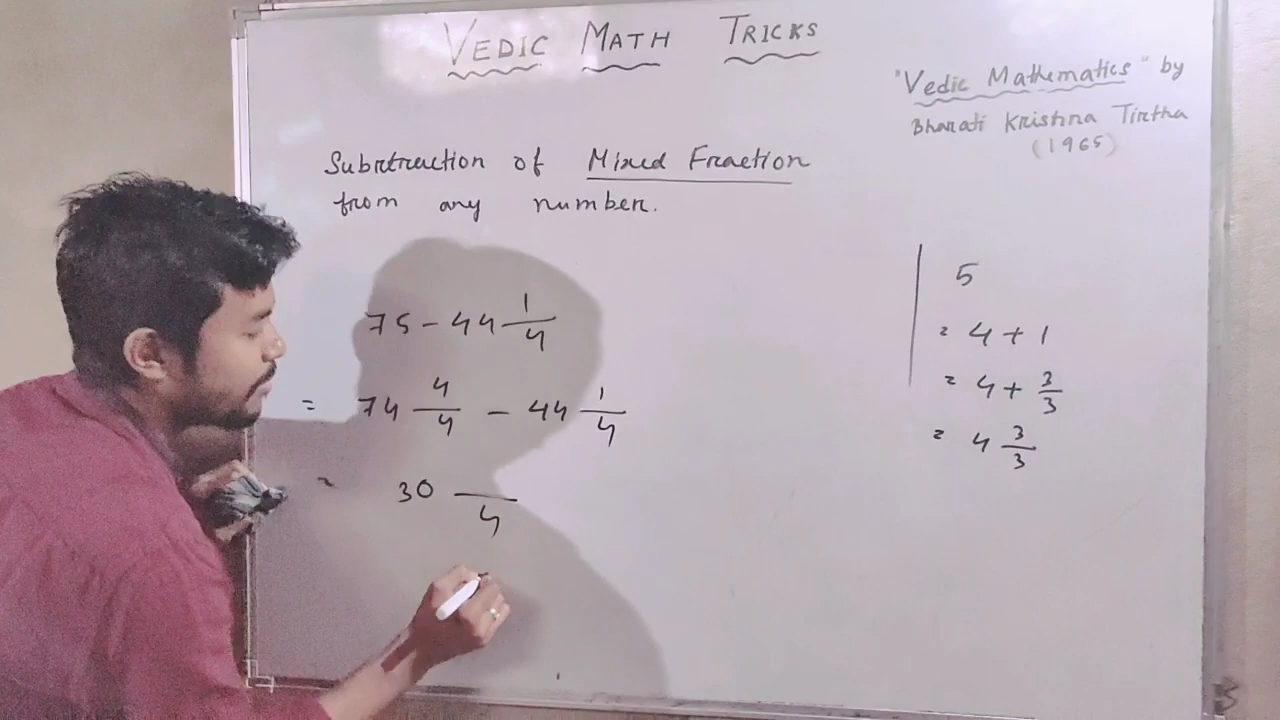 VEDIC MATH TRICKS
"Vedic Mathematics" by
Bharati Krishna Tirtha
(1965)
Subtraction of Mixed Fraction
from any number.
75 - 44 1/4
= 74 4/4 - 44 1/4
= 30 /4
5
= 4 + 1
= 4 + 3/3
= 4 3/3